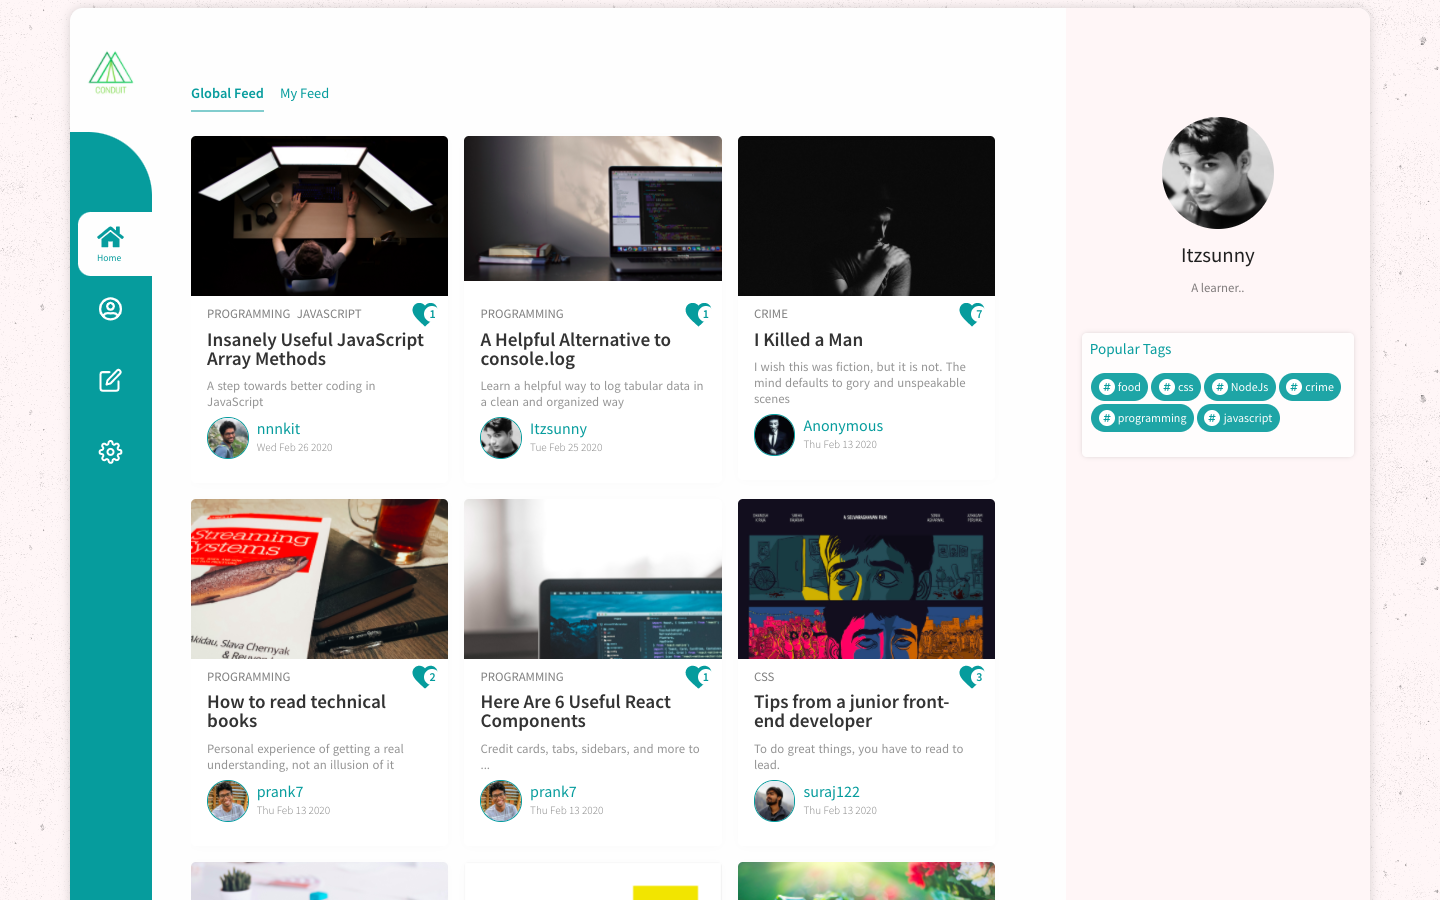 CONDUIT
Home
Global Feed
My Feed
PROGRAMMING JAVASCRIPT
1
Insanely Useful JavaScript
Array Methods
A step towards better coding in
JavaScript
nnnkit
Wed Feb 26 2020
PROGRAMMING
1
A Helpful Alternative to
console.log
Learn a helpful way to log tabular data in
a clean and organized way
Itzsunny
Tue Feb 25 2020
CRIME
7
I Killed a Man
I wish this was fiction, but it is not. The
mind defaults to gory and unspeakable
scenes
Anonymous
Thu Feb 13 2020
Streaming
Systems
Akidau, Slava Chernyak
& Reuven
PROGRAMMING
2
How to read technical
books
Personal experience of getting a real
understanding, not an illusion of it
prank7
Thu Feb 13 2020
PROGRAMMING
1
Here Are 6 Useful React
Components
Credit cards, tabs, sidebars, and more to
...
prank7
Thu Feb 13 2020
A SELVARAGHAVAN FILM
CSS
3
Tips from a junior front-
end developer
To do great things, you have to read to
lead.
suraj122
Thu Feb 13 2020
Itzsunny
A learner..
Popular Tags
# food
# css
# NodeJs
# crime
# programming
# javascript